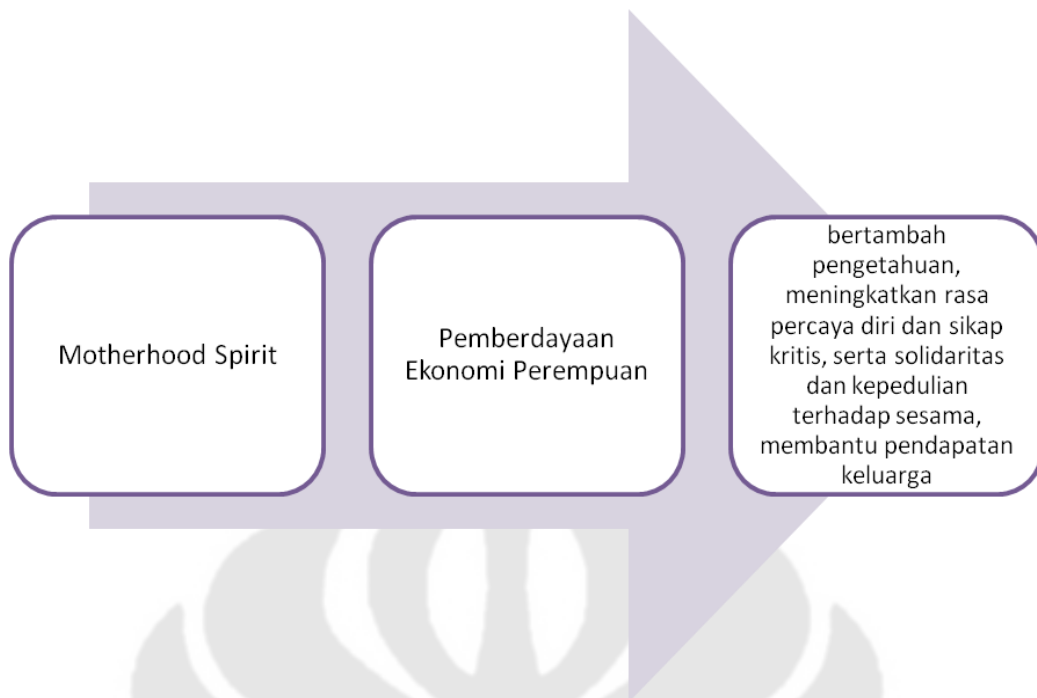 Motherhood Spirit
Pemberdayaan
Ekonomi Perempuan
bertambah
pengetahuan,
meningkatkan rasa
percaya diri dan sikap
kritis, serta solidaritas
dan kepedulian
terhadap sesama,
membantu pendapatan
keluarga